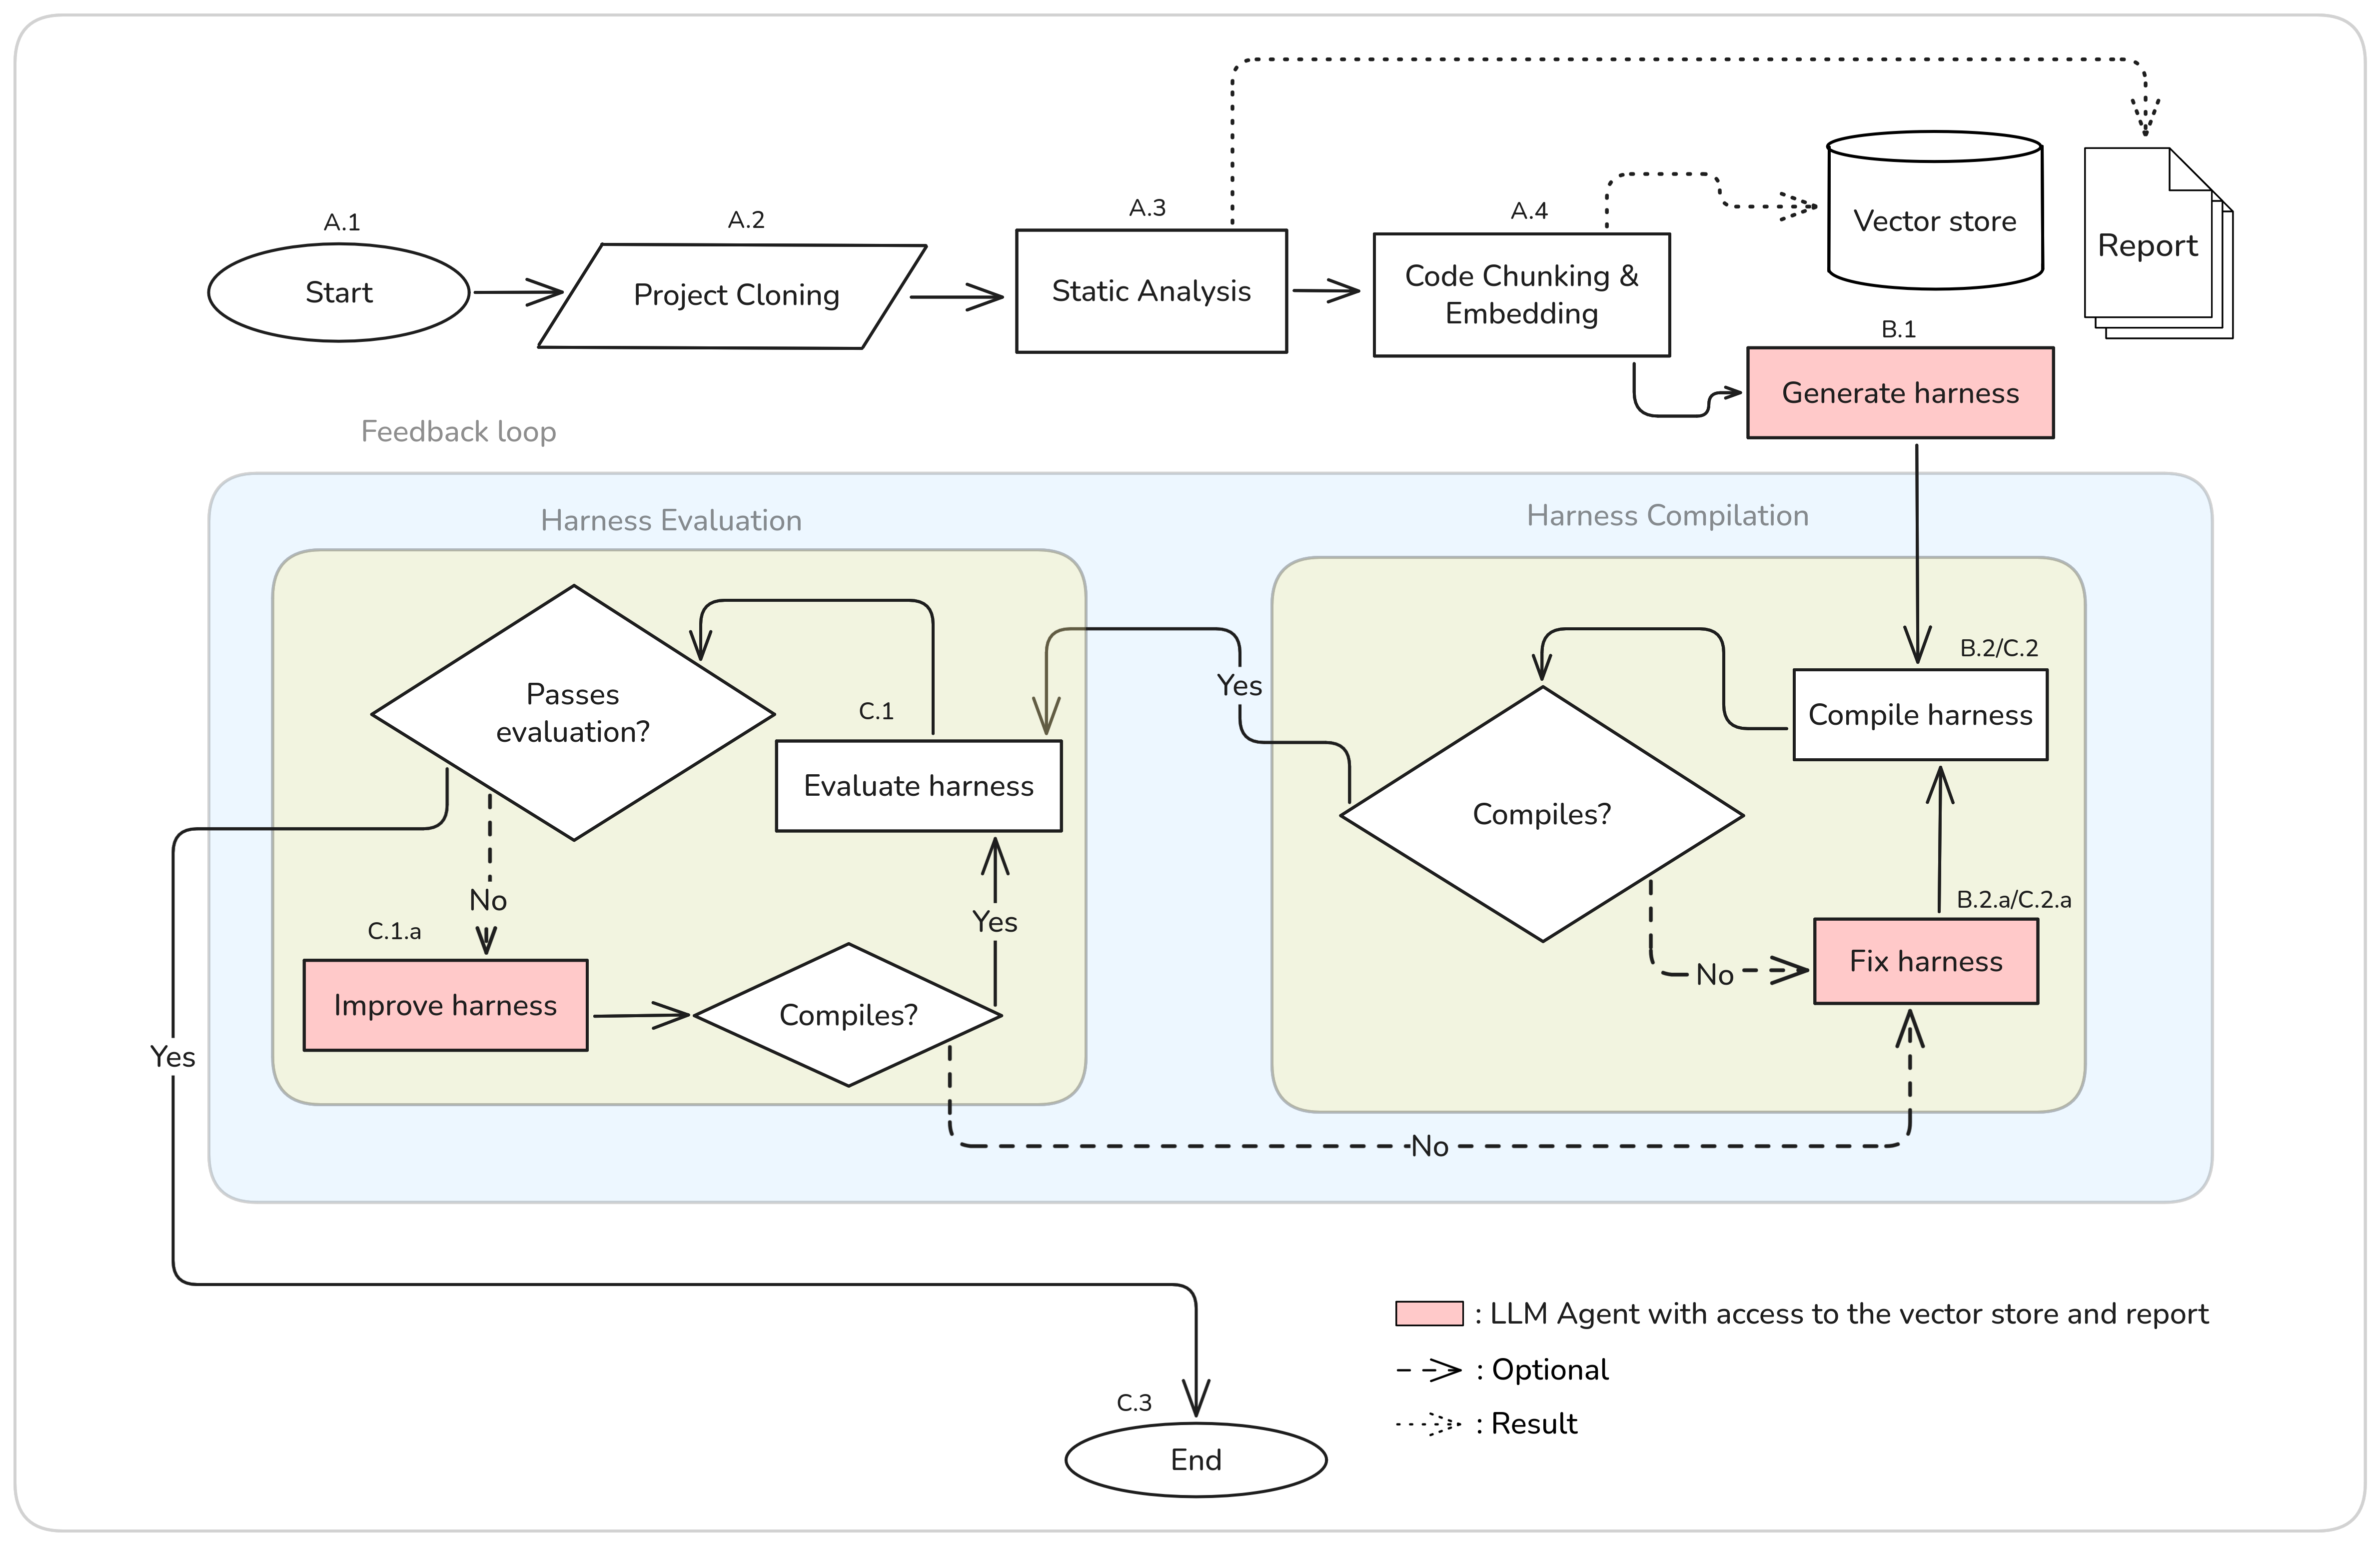 A.1
Start
A.2
Project Cloning
A.3
Static Analysis
A.4
Code Chunking &
Embedding
Vector store
Report
B.1
Generate harness
Feedback loop
Harness Evaluation
Harness Compilation
Passes
evaluation?
C.1
Evaluate harness
Yes
Compiles?
B.2/C.2
Compile harness
No
B.2.a/C.2.a
Fix harness
No
C.1.a
Improve harness
Compiles?
Yes
No
Yes
C.3
End
: LLM Agent with access to the vector store and report
: Optional
: Result